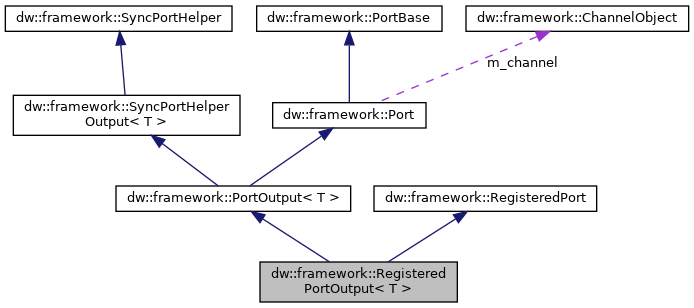 dw::framework::SyncPortHelper
dw::framework::PortBase
dw::framework::ChannelObject
m_channel
dw::framework::SyncPortHelper
Output< T >
dw::framework::Port
dw::framework::PortOutput< T >
dw::framework::RegisteredPort
dw::framework::Registered
PortOutput< T >